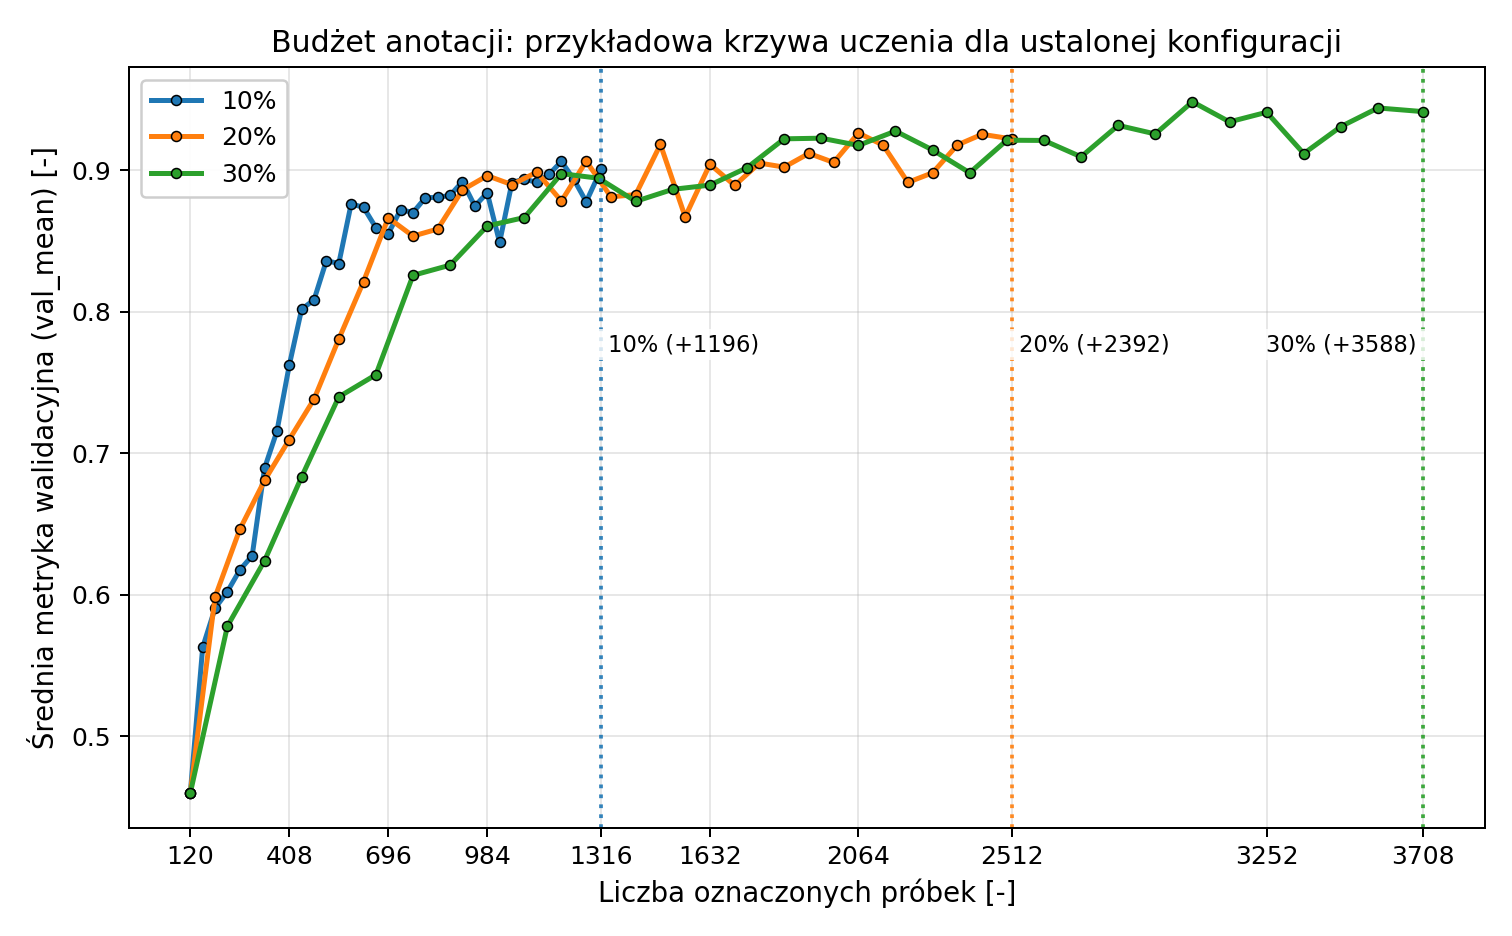 Budżet anotacji: przykładowa krzywa uczenia dla ustalonej konfiguracji
10%
20%
30%
Średnia metryka walidacyjna (val_mean) [-]
0.9
0.8
0.7
0.6
0.5
10% (+1196)
20% (+2392)
30% (+3588)
120 408 696 984 1316 1632 2064 2512 3252 3708
Liczba oznaczonych próbek [-]